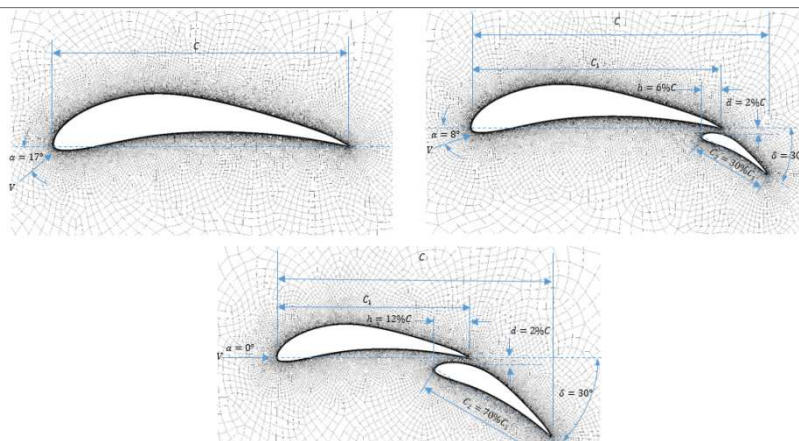 C
α = 17°
V
C
C₁
h = 6%C
d = 2%C
α = 8°
V
δ = 30
C₂ = 30%C₁
C
C₁
h = 12%C
d = 2%C
α = 0°
V
δ = 30°
C₂ = 70%C₁